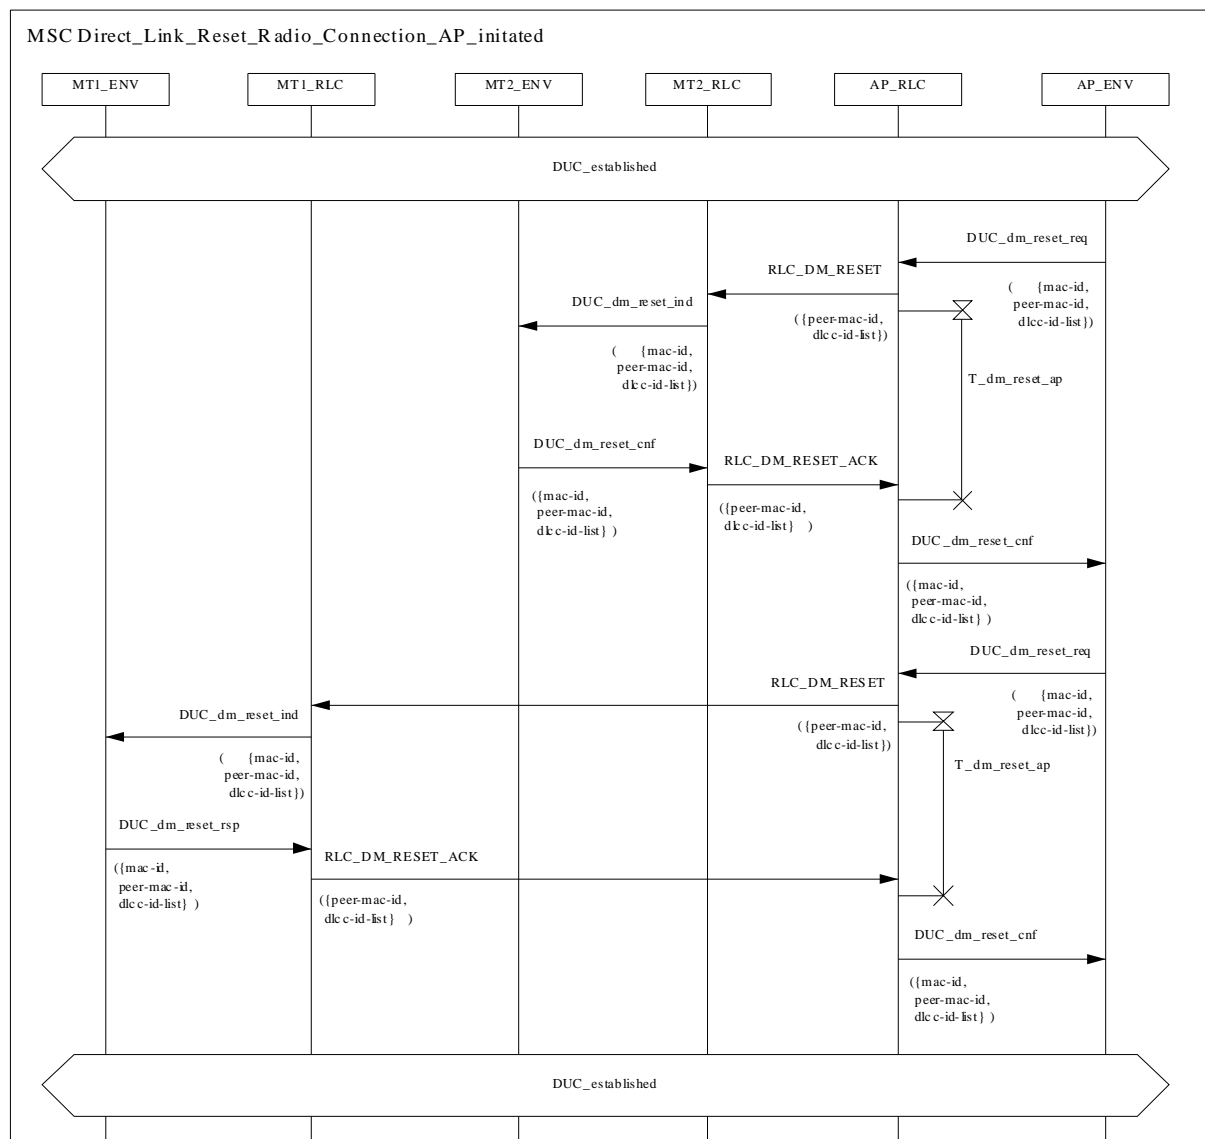 MSC Direct_Link_Reset_Radio_Connection_AP_initated
MT1_ENV
MT1_RLC
MT2_ENV
MT2_RLC
AP_RLC
AP_ENV
DUC_established
DUC_dm_reset_req
RLC_DM_RESET
( {mac-id,
peer-mac-id,
dlcc-id-list})
DUC_dm_reset_ind
({peer-mac-id,
dlcc-id-list})
( {mac-id,
peer-mac-id,
dlcc-id-list})
T_dm_reset_ap
DUC_dm_reset_cnf
RLC_DM_RESET_ACK
({mac-id,
peer-mac-id,
dlcc-id-list} )
({peer-mac-id,
dlcc-id-list} )
DUC_dm_reset_cnf
({mac-id,
peer-mac-id,
dlcc-id-list} )
DUC_dm_reset_req
RLC_DM_RESET
( {mac-id,
peer-mac-id,
dlcc-id-list})
DUC_dm_reset_ind
({peer-mac-id,
dlcc-id-list})
( {mac-id,
peer-mac-id,
dlcc-id-list})
T_dm_reset_ap
DUC_dm_reset_rsp
RLC_DM_RESET_ACK
({mac-id,
peer-mac-id,
dlcc-id-list} )
({peer-mac-id,
dlcc-id-list} )
DUC_dm_reset_cnf
({mac-id,
peer-mac-id,
dlcc-id-list} )
DUC_established